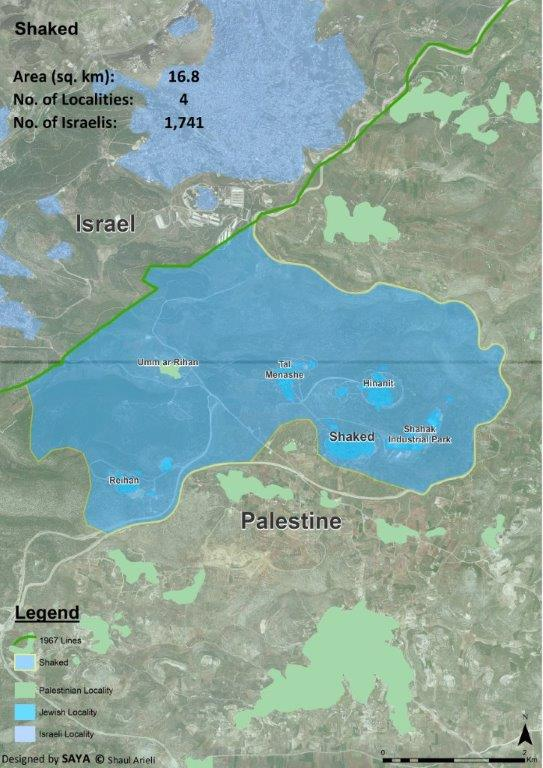 Shaked
Area (sq. km): 16.8
No. of Localities: 4
No. of Israelis: 1,741
Israel
Umm ar-Rihan
Tal
Menashe
Hinanit
Shaked
Shahak
Industrial Park
Reihan
Palestine
Legend
1967 Lines
Shaked
Palestinian Locality
Jewish Locality
Israeli Locality
Designed by SAYA © Shaul Arieli
N
0 2
Km